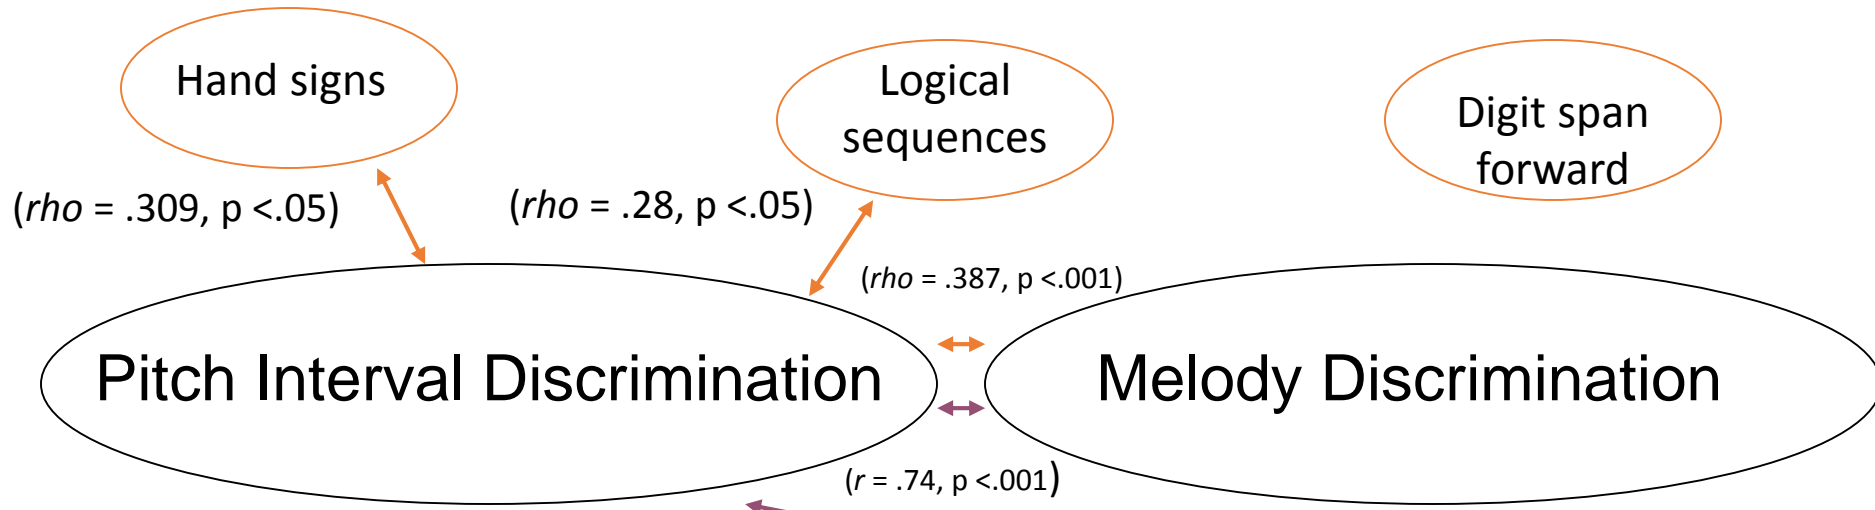 Hand signs
Logical
sequences
Digit span
forward
(rho = .309, p <.05)
(rho = .28, p <.05)
(rho = .387, p <.001)
Pitch Interval Discrimination
Melody Discrimination
(r = .74, p <.001)